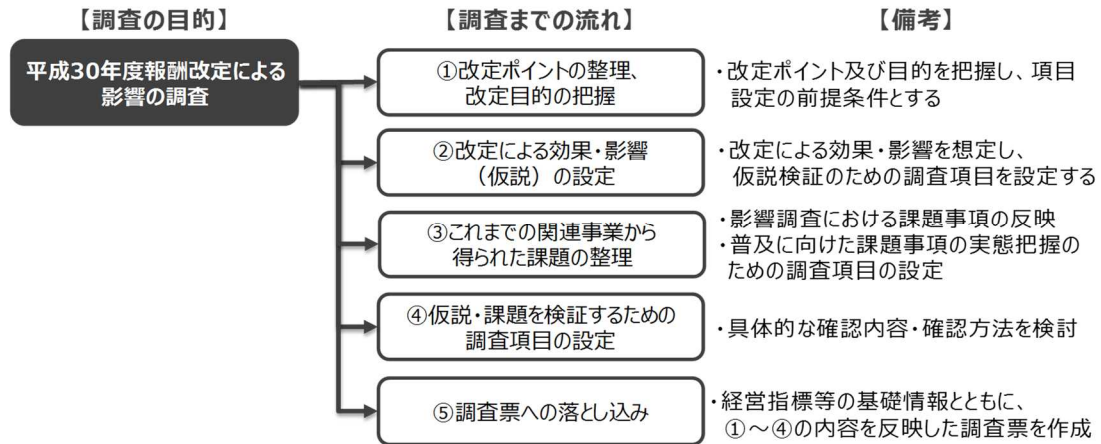 【調査の目的】
【調査までの流れ】
【備考】
平成30年度報酬改定による
影響の調査
①改定ポイントの整理、
改定目的の把握
・改定ポイント及び目的を把握し、項目
設定の前提条件とする
②改定による効果・影響
（仮説）の設定
・改定による効果・影響を想定し、
仮説検証のための調査項目を設定する
③これまでの関連事業から
得られた課題の整理
・影響調査における課題事項の反映
・普及に向けた課題事項の実態把握の
ための調査項目の設定
④仮説・課題を検証するための
調査項目の設定
・具体的な確認内容・確認方法を検討
⑤調査票への落とし込み
・経営指標等の基礎情報とともに、
①～④の内容を反映した調査票を作成